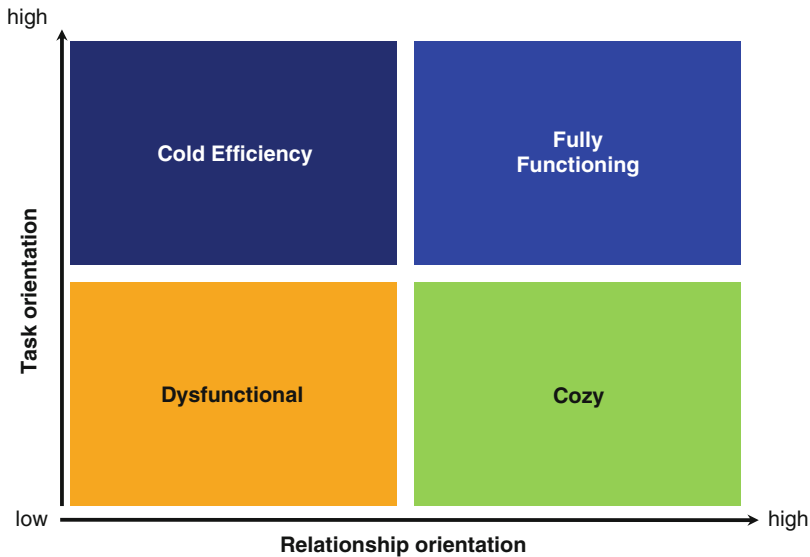 high
Cold Efficiency
Fully
Functioning
Task orientation
Dysfunctional
Cozy
low
high
Relationship orientation